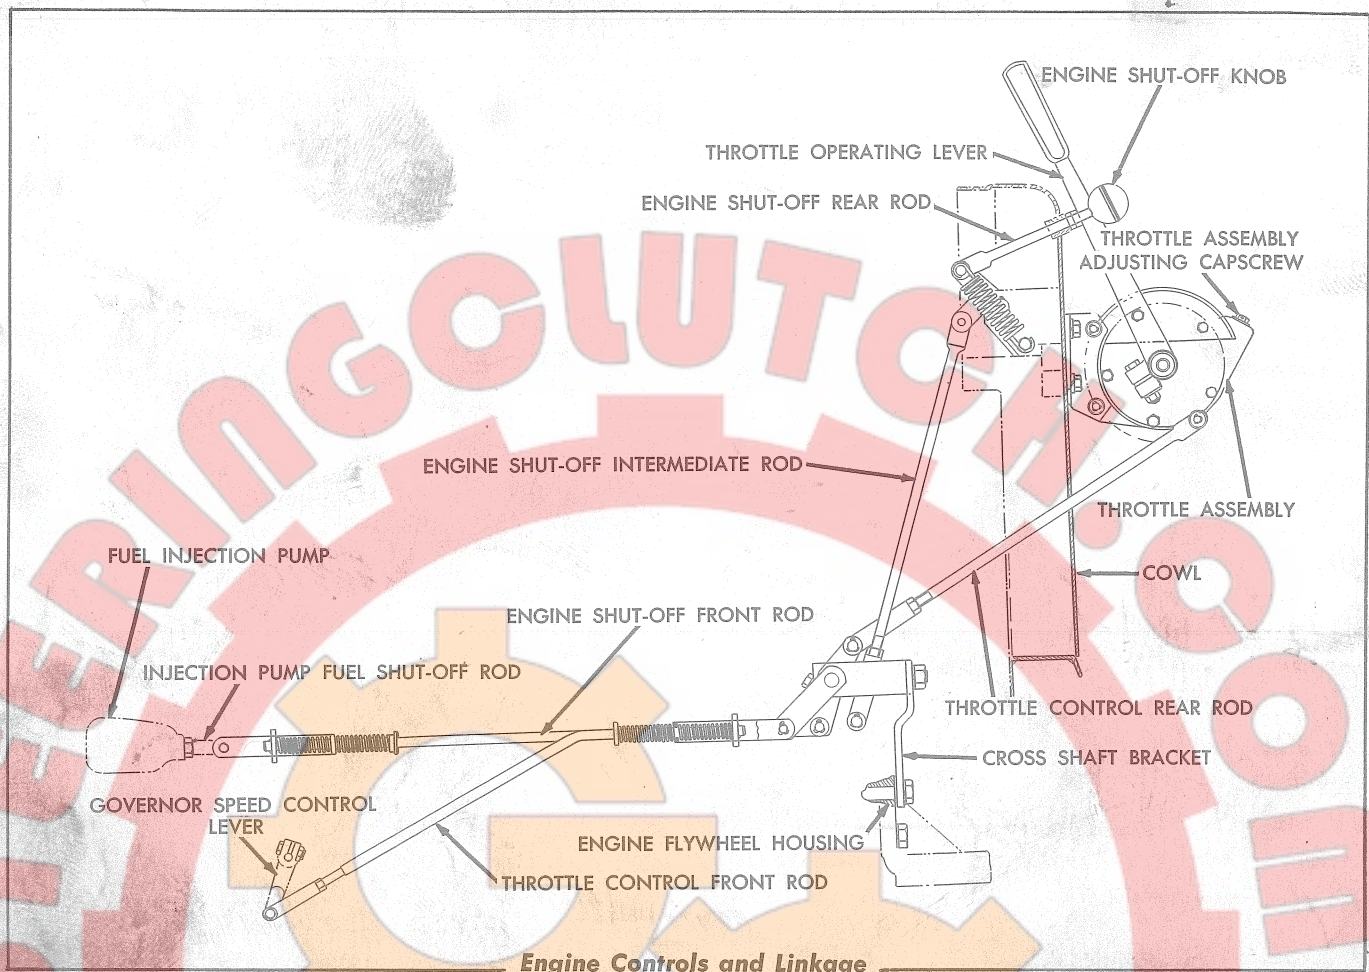 ENGINE SHUT-OFF KNOB
THROTTLE OPERATING LEVER
ENGINE SHUT-OFF REAR ROD
THROTTLE ASSEMBLY
ADJUSTING CAPSCREW
ENGINE SHUT-OFF INTERMEDIATE ROD
THROTTLE ASSEMBLY
FUEL INJECTION PUMP
COWL
ENGINE SHUT-OFF FRONT ROD
INJECTION PUMP FUEL SHUT-OFF ROD
THROTTLE CONTROL REAR ROD
CROSS SHAFT BRACKET
GOVERNOR SPEED CONTROL
LEVER
ENGINE FLYWHEEL HOUSING
THROTTLE CONTROL FRONT ROD
Engine Controls and Linkage
TEERINGCLUTCH.COM